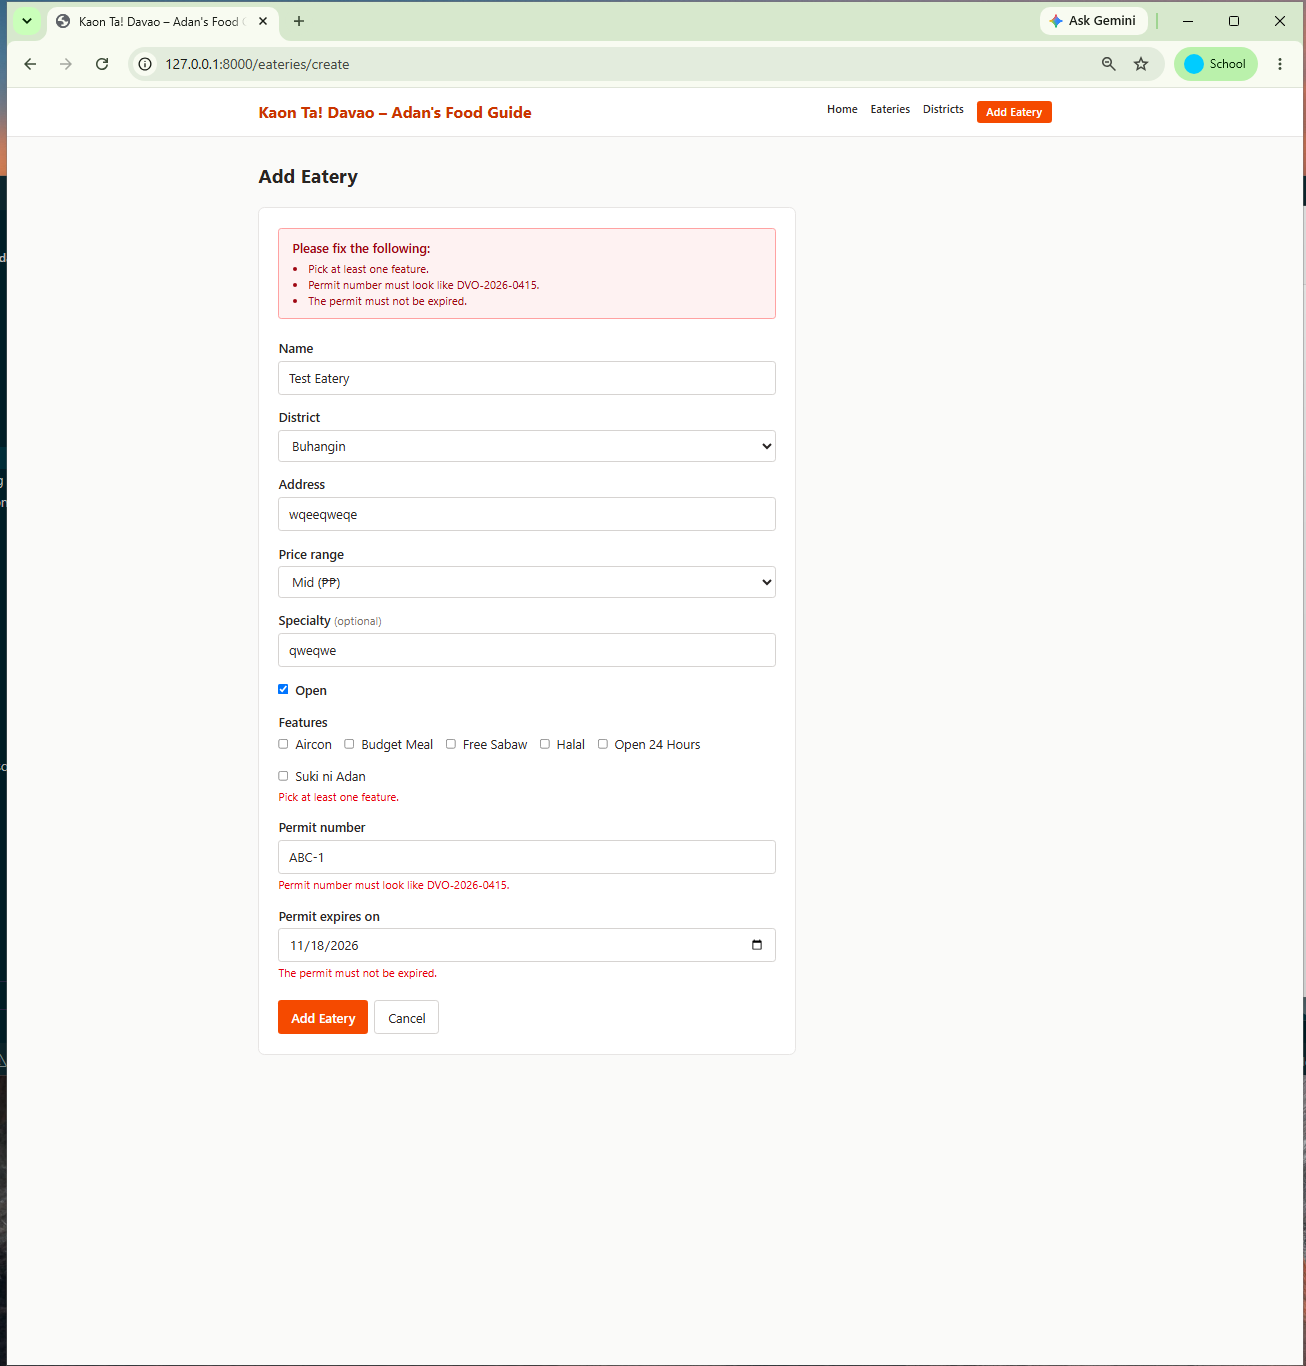 Kaon Ta! Davao – Adan's Food
Ask Gemini
127.0.0.1:8000/eateries/create
School
Kaon Ta! Davao – Adan's Food Guide
Home Eateries Districts Add Eatery
Add Eatery
Please fix the following:
• Pick at least one feature.
• Permit number must look like DVO-2026-0415.
• The permit must not be expired.
Name
Test Eatery
District
Buhangin
Address
wqeeqweqe
Price range
Mid (₱₱)
Specialty (optional)
qweqwe
Open
Features
Aircon Budget Meal Free Sabaw Halal Open 24 Hours
Suki ni Adan
Pick at least one feature.
Permit number
ABC-1
Permit number must look like DVO-2026-0415.
Permit expires on
11/18/2026
The permit must not be expired.
Add Eatery Cancel